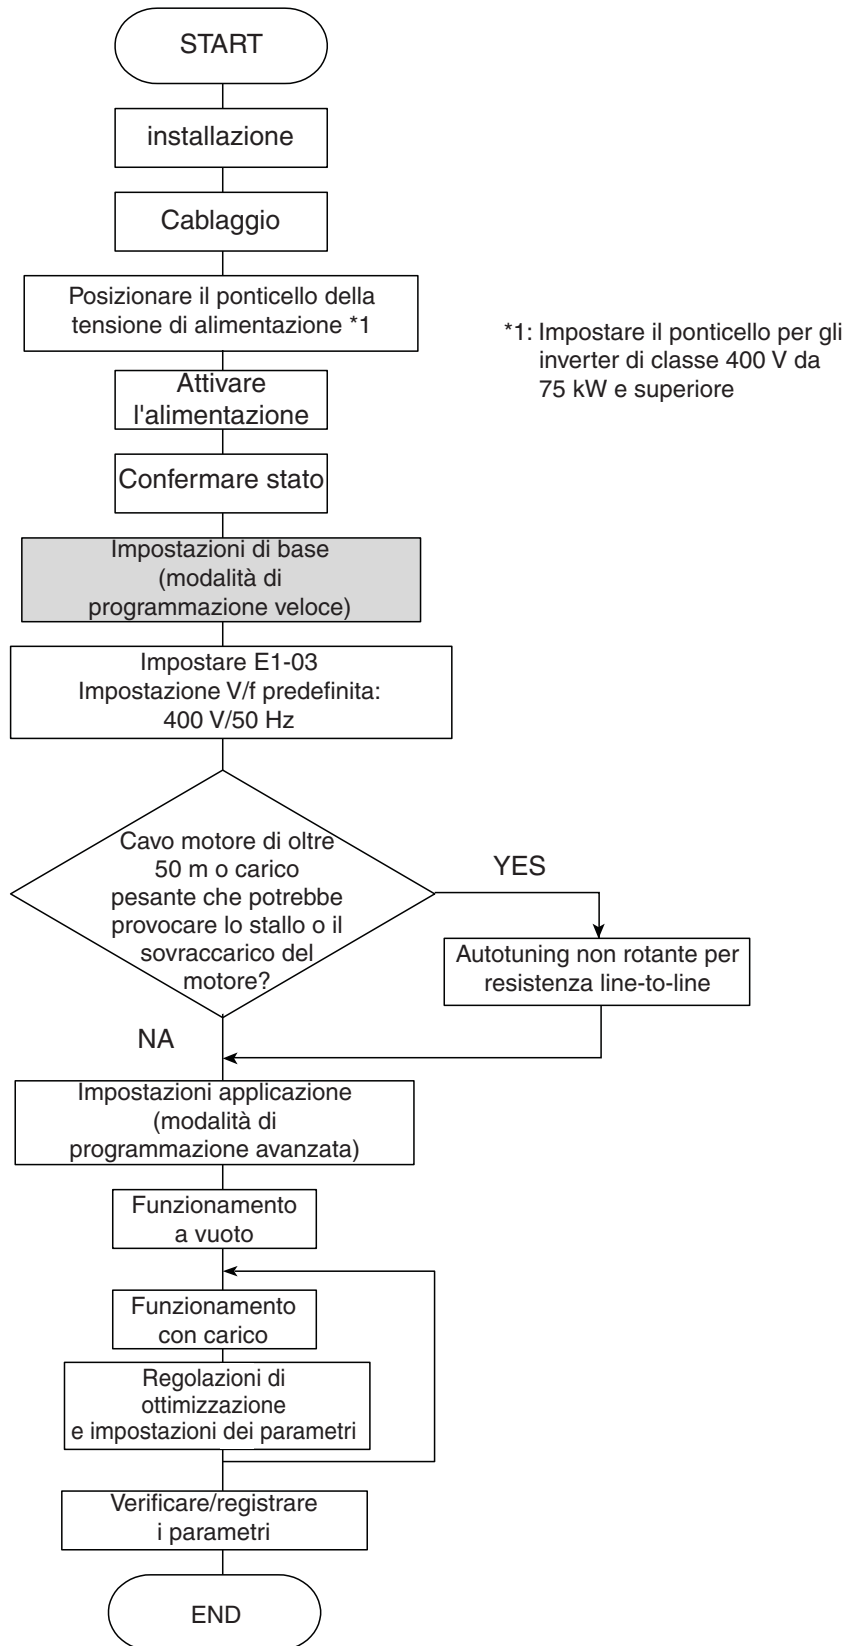 START
installazione
Cablaggio
Posizionare il ponticello della
tensione di alimentazione *1
*1: Impostare il ponticello per gli
inverter di classe 400 V da
75 kW e superiore
Attivare
l'alimentazione
Confermare stato
Impostazioni di base
(modalità di
programmazione veloce)
Impostare E1-03
Impostazione V/f predefinita:
400 V/50 Hz
Cavo motore di oltre
50 m o carico
pesante che potrebbe
provocare lo stallo o il
sovraccarico del
motore?
YES
Autotuning non rotante per
resistenza line-to-line
NA
Impostazioni applicazione
(modalità di
programmazione avanzata)
Funzionamento
a vuoto
Funzionamento
con carico
Regolazioni di
ottimizzazione
e impostazioni dei parametri
Verificare/registrare
i parametri
END